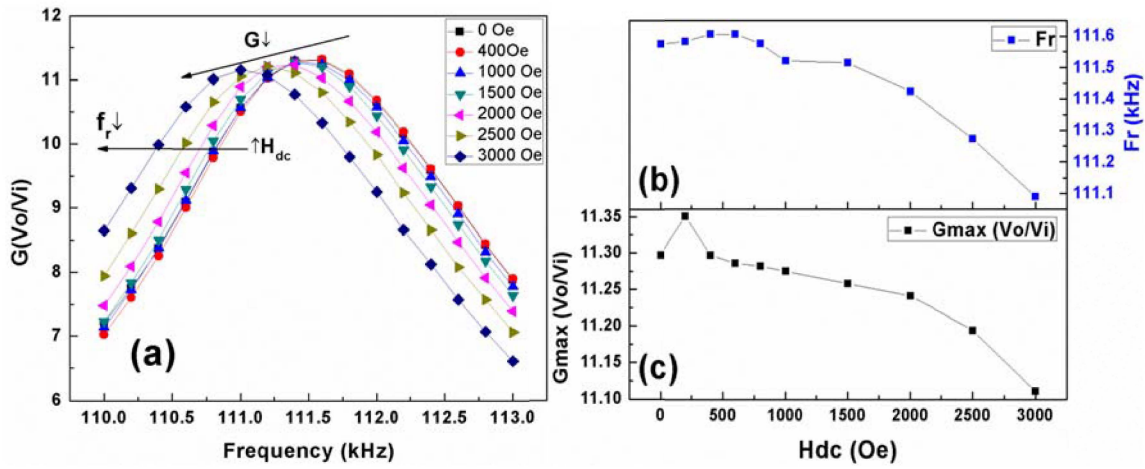 12
11
10
9
8
7
6
G(Vo/Vi)
G↓
fr↓
↑Hdc
0 Oe
400Oe
1000 Oe
1500 Oe
2000 Oe
2500 Oe
3000 Oe
(a)
110.0 110.5 111.0 111.5 112.0 112.5 113.0
Frequency (kHz)
Fr
(b)
111.6
111.5
111.4
111.3
111.2
111.1
Fr (kHz)
11.35
11.30
11.25
11.20
11.15
11.10
Gmax (Vo/Vi)
Gmax (Vo/Vi)
(c)
0 500 1000 1500 2000 2500 3000
Hdc (Oe)